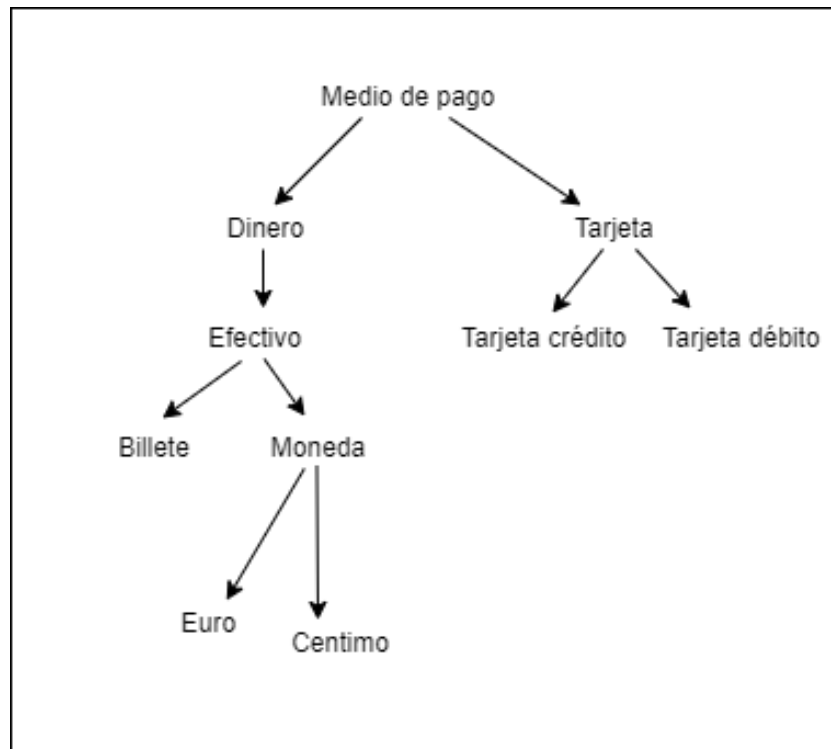 Medio de pago
Dinero
Tarjeta
Efectivo
Tarjeta crédito
Tarjeta débito
Billete
Moneda
Euro
Centimo